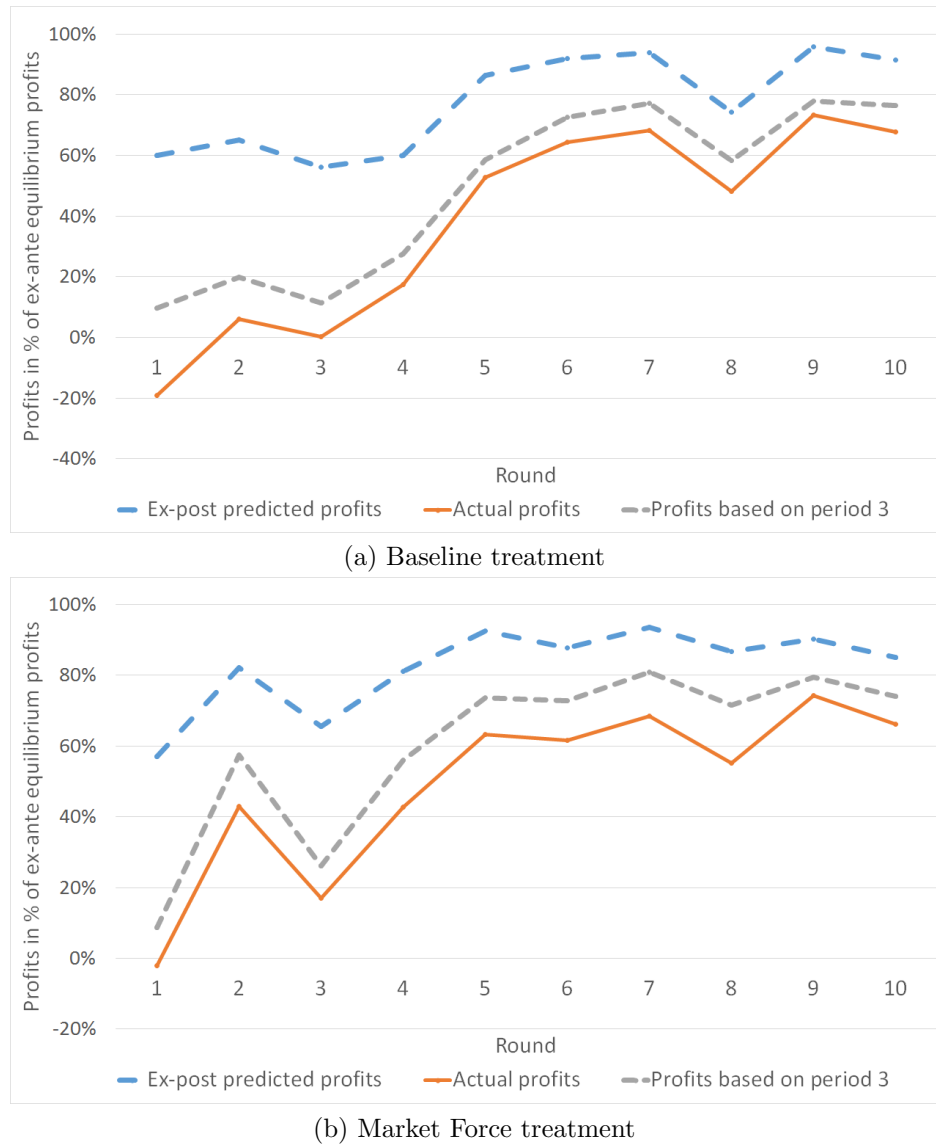 100%
80%
60%
40%
20%
0%
-20%
-40%
Profits in % of ex-ante equilibrium profits
1 2 3 4 5 6 7 8 9 10
Round
Ex-post predicted profits Actual profits Profits based on period 3
(a) Baseline treatment
100%
80%
60%
40%
20%
0%
-20%
Profits in % of ex-ante equilibrium profits
1 2 3 4 5 6 7 8 9 10
Round
Ex-post predicted profits Actual profits Profits based on period 3
(b) Market Force treatment